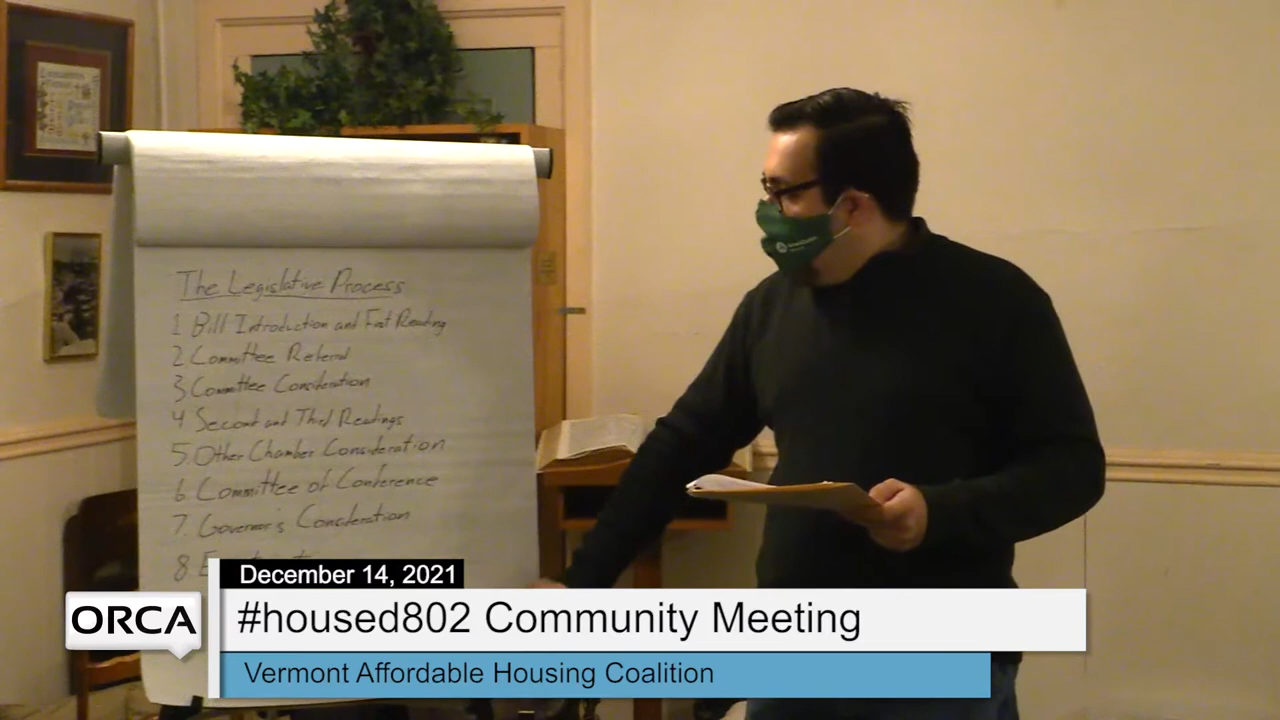 The Legislative Process
1 Bill Introduction and First Reading
2 Committee Referral
3 Committee Consideration
4 Second and Third Readings
5. Other Chamber Consideration
6 Committee of Conference
7. Governor's Consideration
8
December 14, 2021
ORCA
#housed802 Community Meeting
Vermont Affordable Housing Coalition